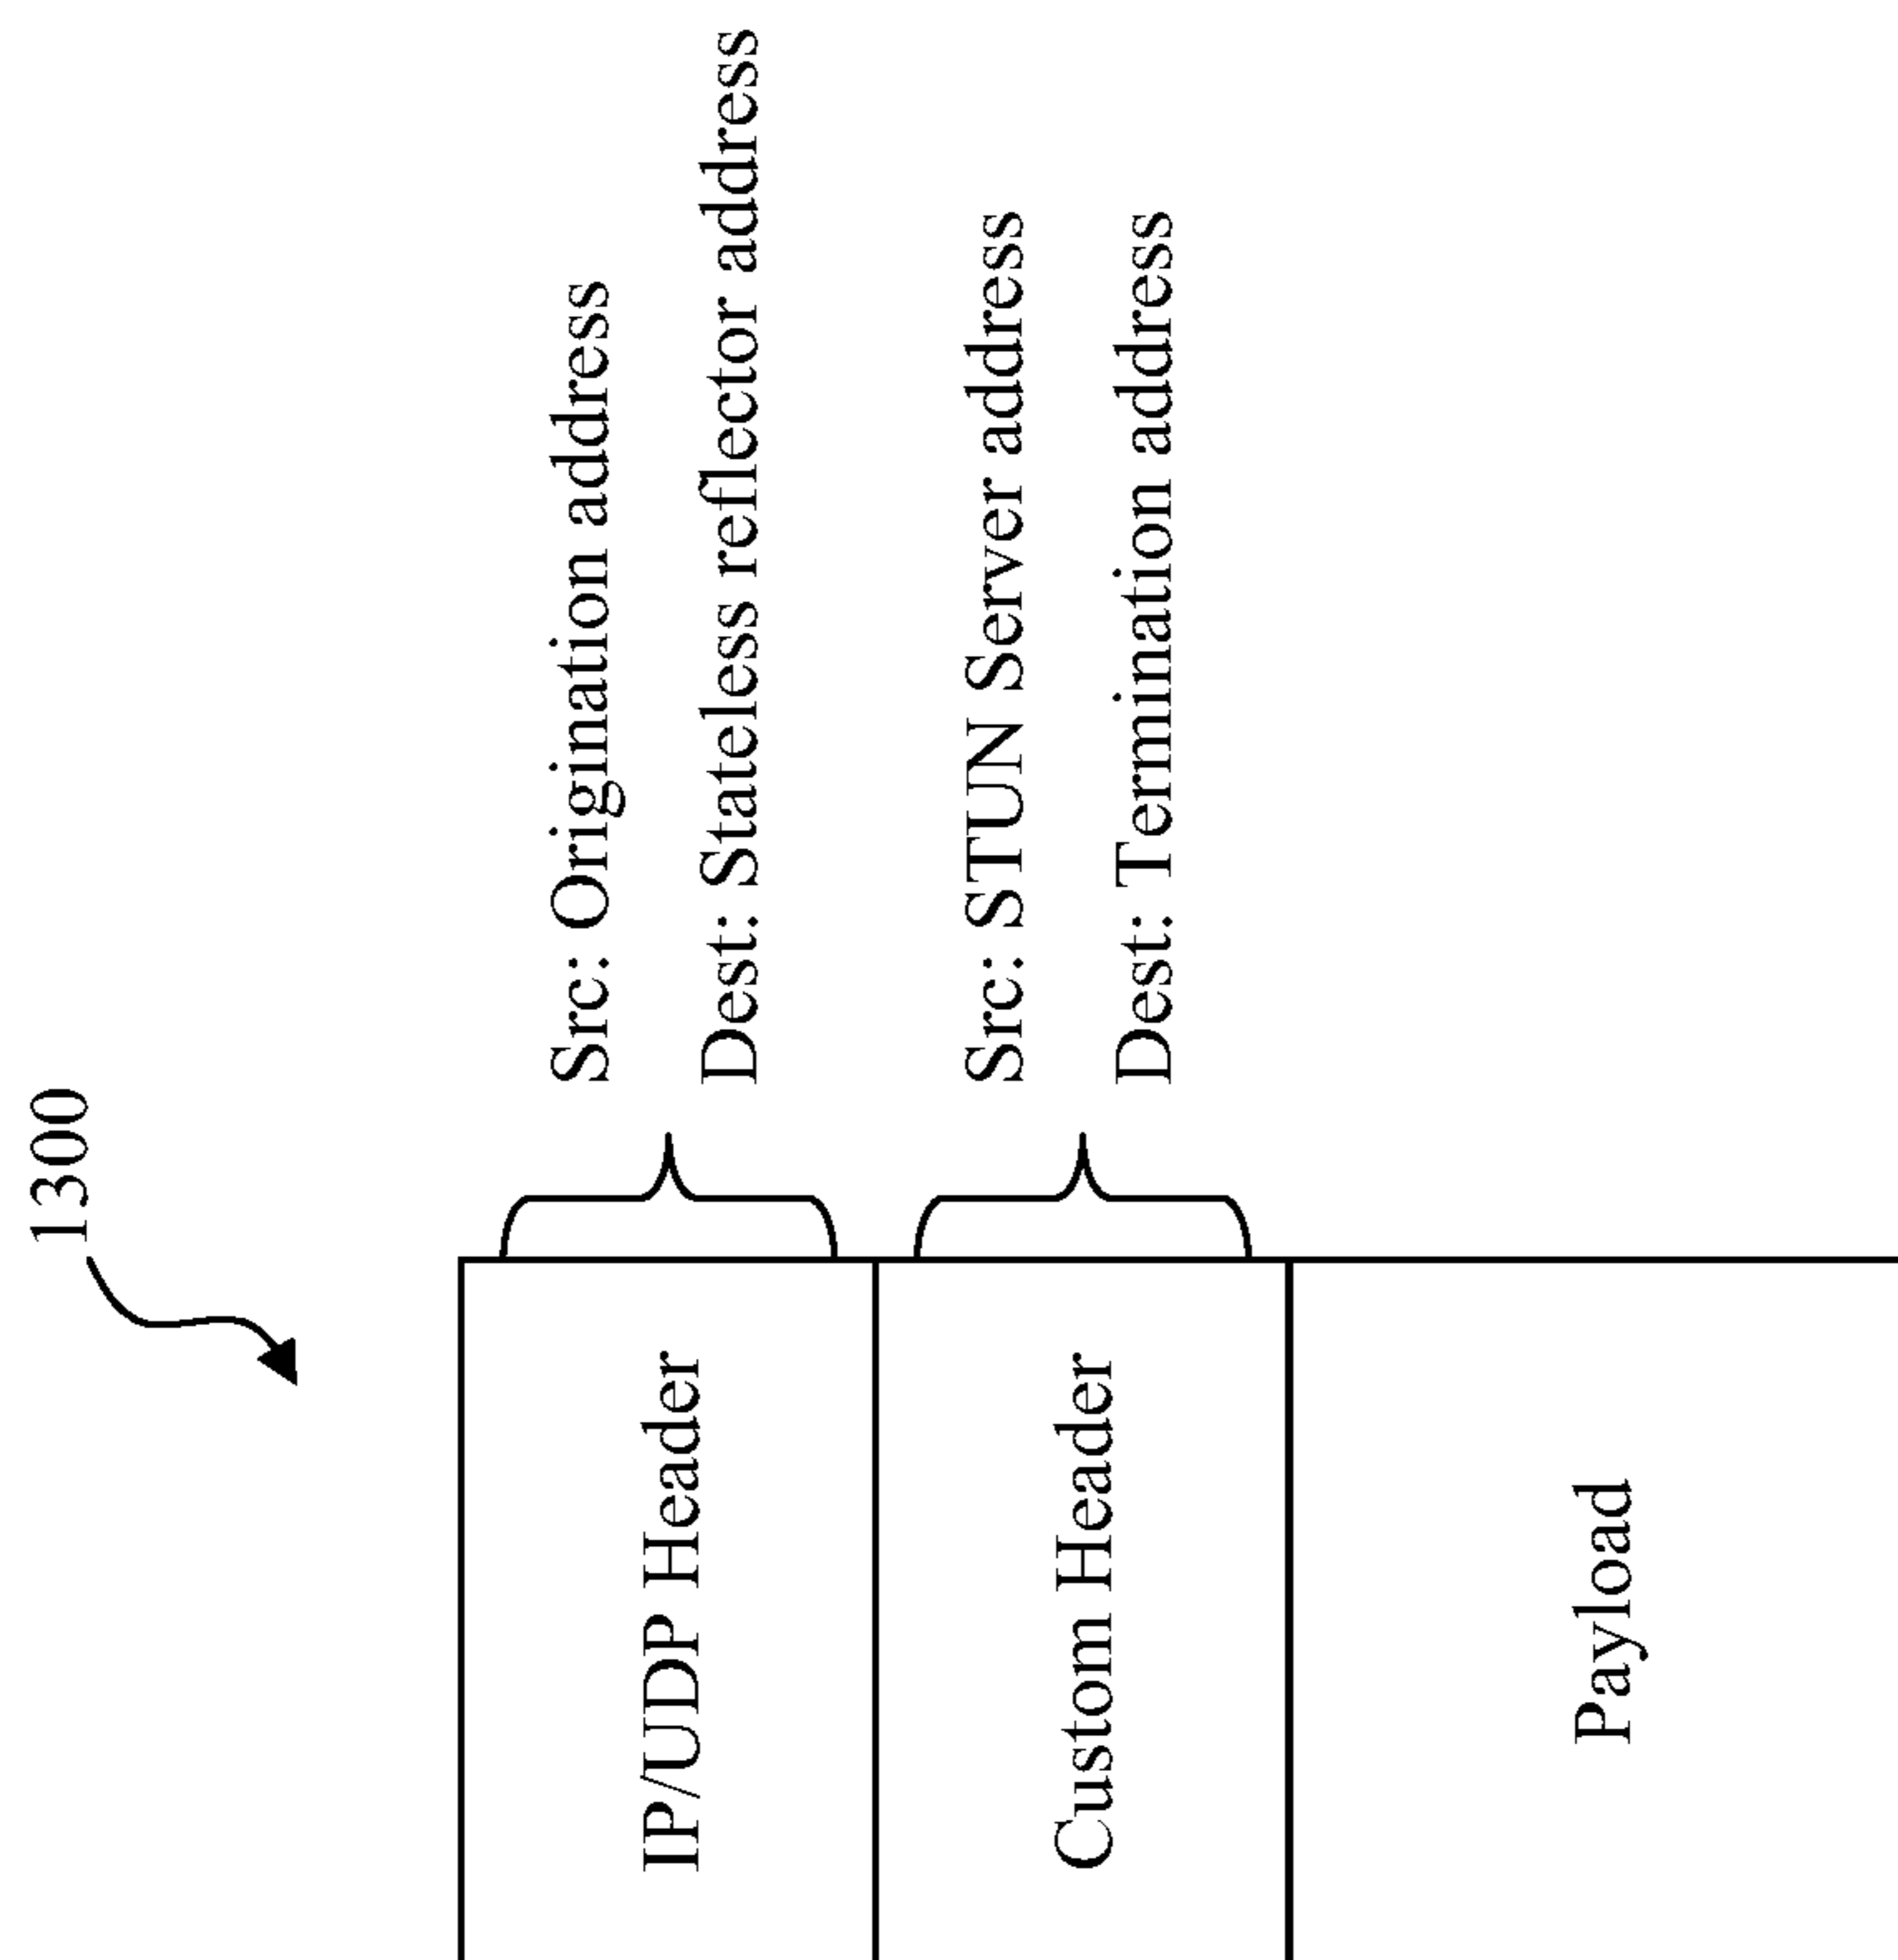 1300
IP/UDP Header
Src: Origination address
Dest: Stateless reflector address
Custom Header
Src: STUN Server address
Dest: Termination address
Payload